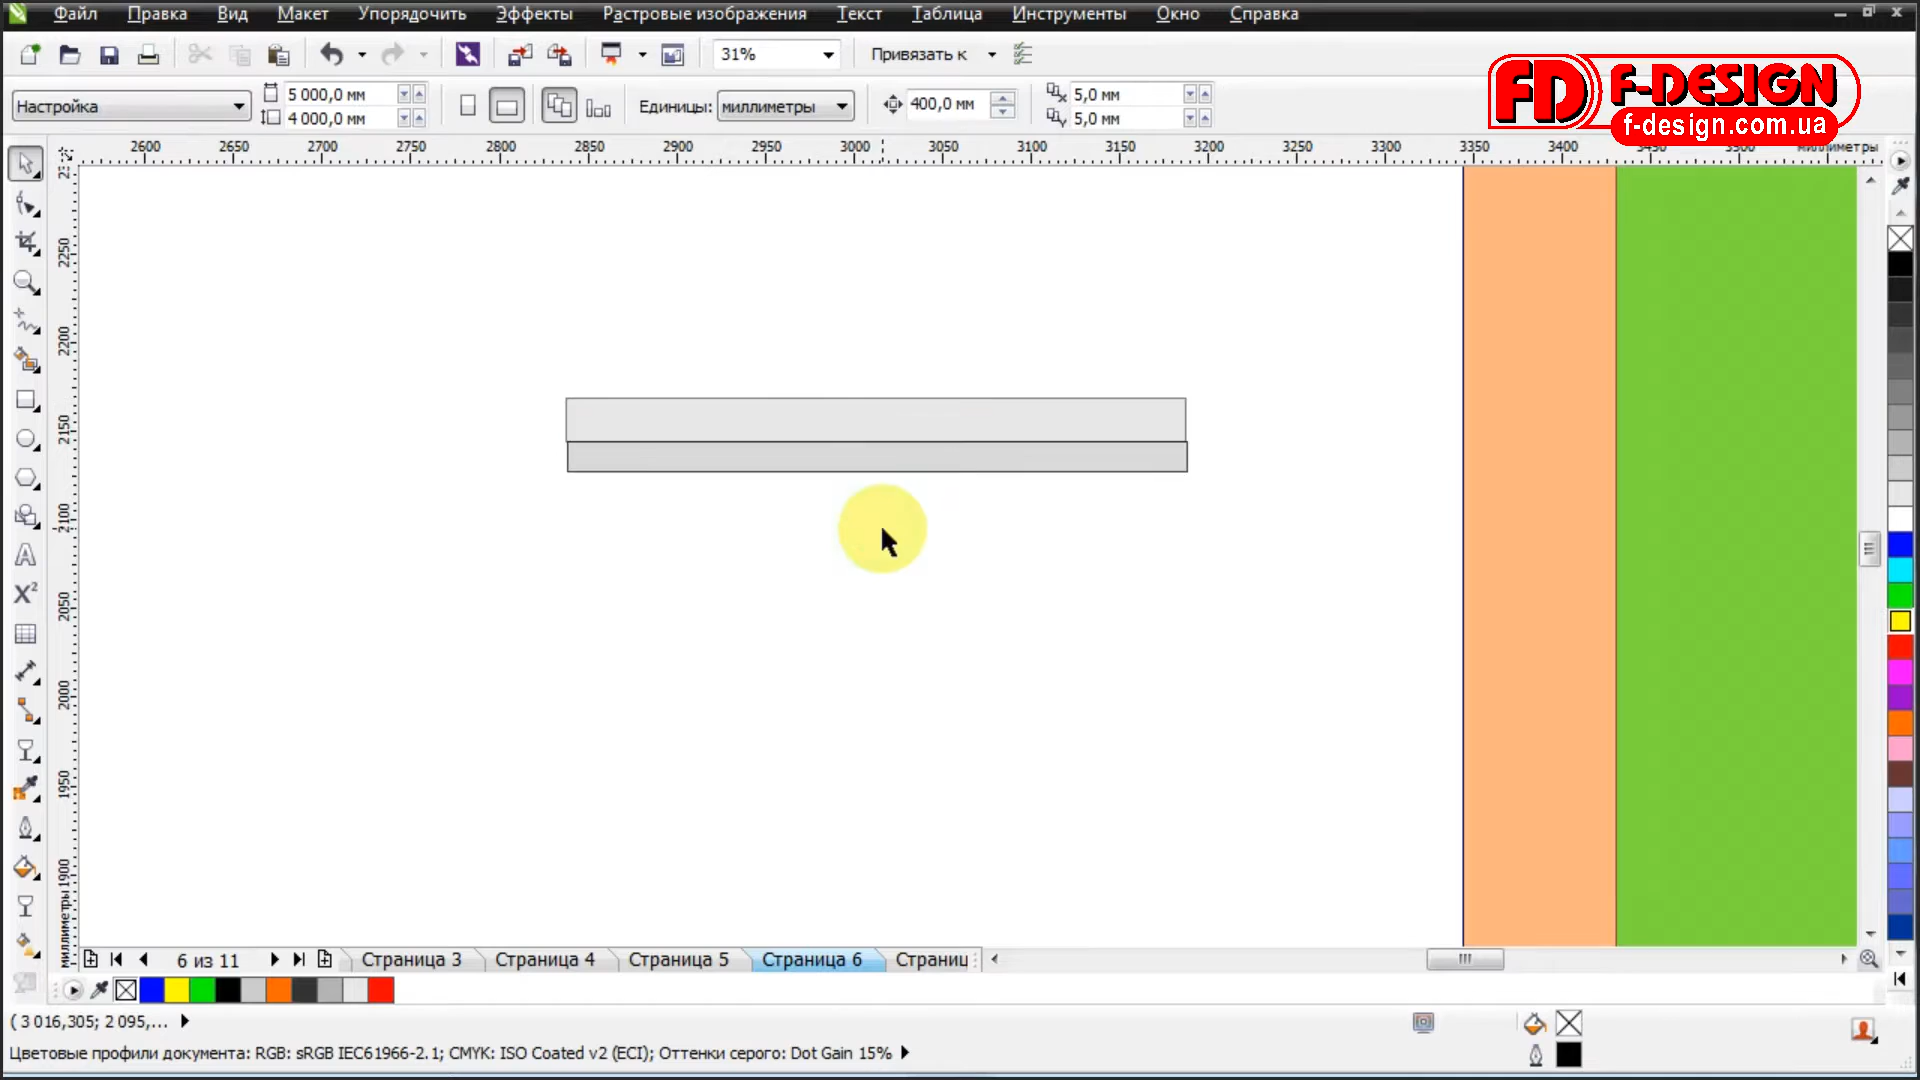 Файл Правка Вид Макет Упорядочить Эффекты Растровые изображения Текст Таблица Инструменты Окно Справка
31% Привязать к
FD F-DESIGN
f-design.com.ua
Настройка 5 000,0 мм 4 000,0 мм Единицы: миллиметры 400,0 мм 5,0 мм 5,0 мм
2600 2650 2700 2750 2800 2850 2900 2950 3000 3050 3100 3150 3200 3250 3300 3350 3400 3450 3500 миллиметры
2250
2200
2150
2100
2050
2000
1950
1900
миллиметры
6 из 11 Страница 3 Страница 4 Страница 5 Страница 6 Страниц
( 3 016,305; 2 095,...
Цветовые профили документа: RGB: sRGB IEC61966-2.1; CMYK: ISO Coated v2 (ECI); Оттенки серого: Dot Gain 15%